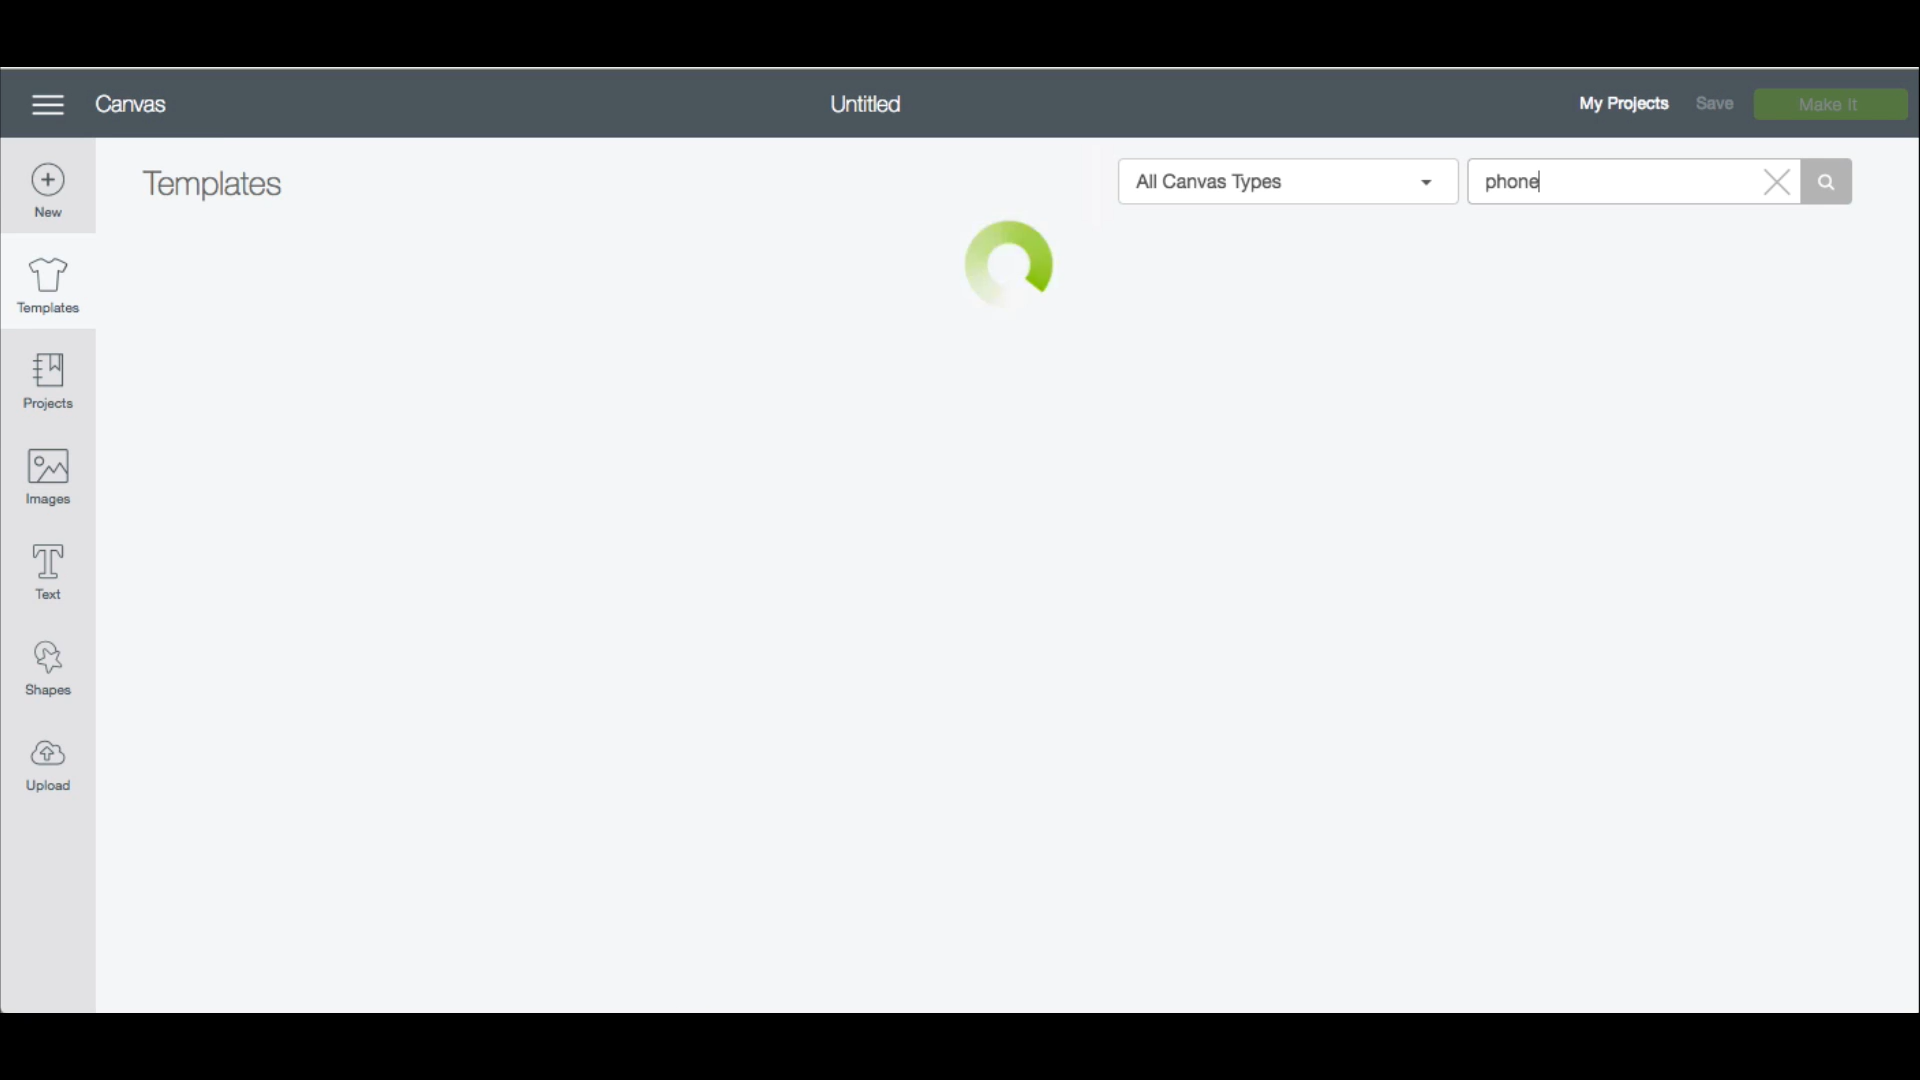 Canvas
Untitled
My Projects
Save
Make it
New
Templates
Projects
Images
Text
Shapes
Upload
Templates
All Canvas Types
phone